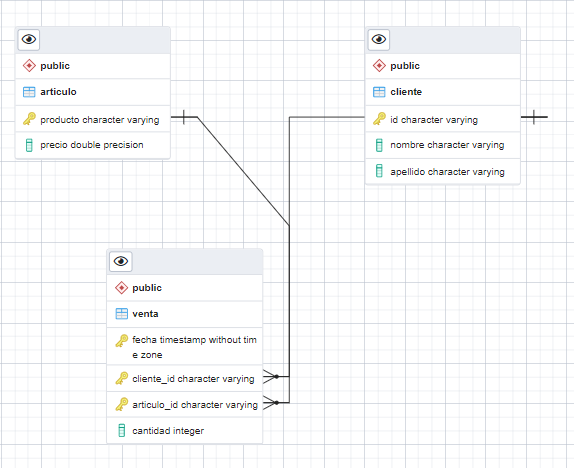 public
articulo
producto character varying
precio double precision
public
cliente
id character varying
nombre character varying
apellido character varying
public
venta
fecha timestamp without tim
e zone
cliente_id character varying
articulo_id character varying
cantidad integer